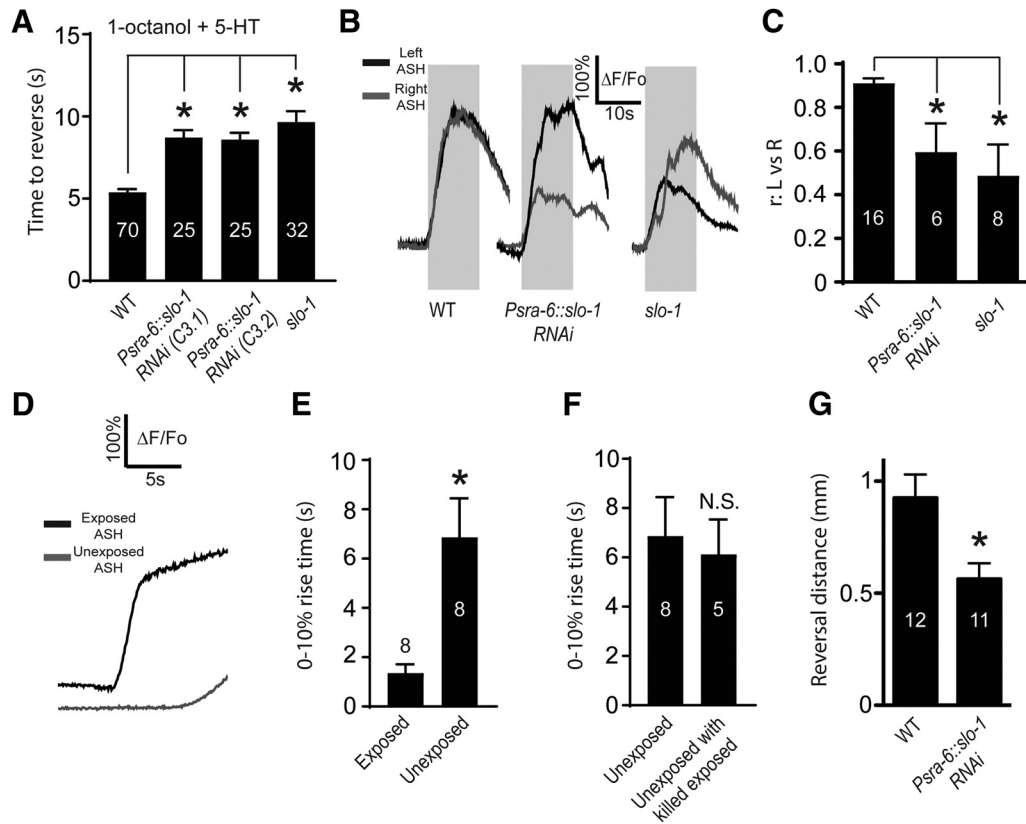 A
1-octanol + 5-HT
Time to reverse (s)
15
10
5
0
*
*
*
70
25
25
32
WT
Psra-6::slo-1
RNAi (C3.1)
Psra-6::slo-1
RNAi (C3.2)
slo-1
B
Left
ASH
Right
ASH
100%
ΔF/Fo
10s
WT
Psra-6::slo-1
RNAi
slo-1
C
r: L vs R
1.0
0.8
0.6
0.4
0.2
0
*
*
16
6
8
WT
Psra-6::slo-1
RNAi
slo-1
D
100%
ΔF/Fo
5s
Exposed
ASH
Unexposed
ASH
E
0-10% rise time (s)
10
8
6
4
2
0
*
8
8
Exposed
Unexposed
F
0-10% rise time (s)
10
8
6
4
2
0
N.S.
8
5
Unexposed
Unexposed with
killed exposed
G
Reversal distance (mm)
1
0.5
0
*
12
11
WT
Psra-6::slo-1
RNAi